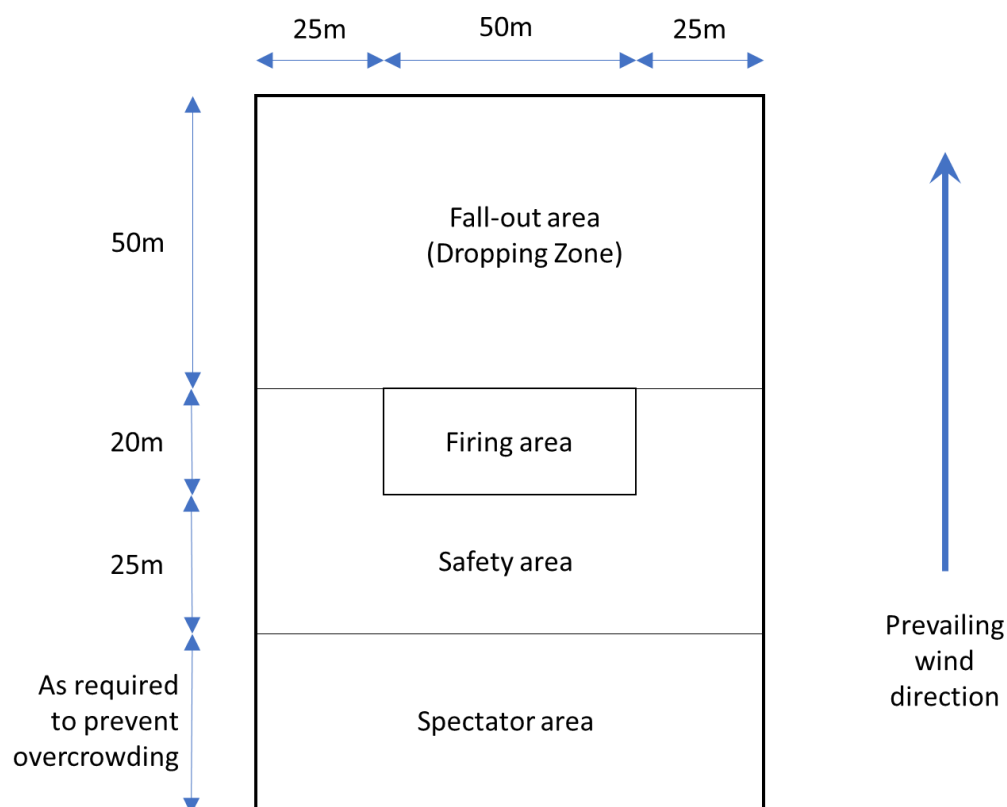 25m
50m
25m
50m
Fall-out area
(Dropping Zone)
20m
Firing area
25m
Safety area
As required
to prevent
overcrowding
Spectator area
Prevailing
wind
direction